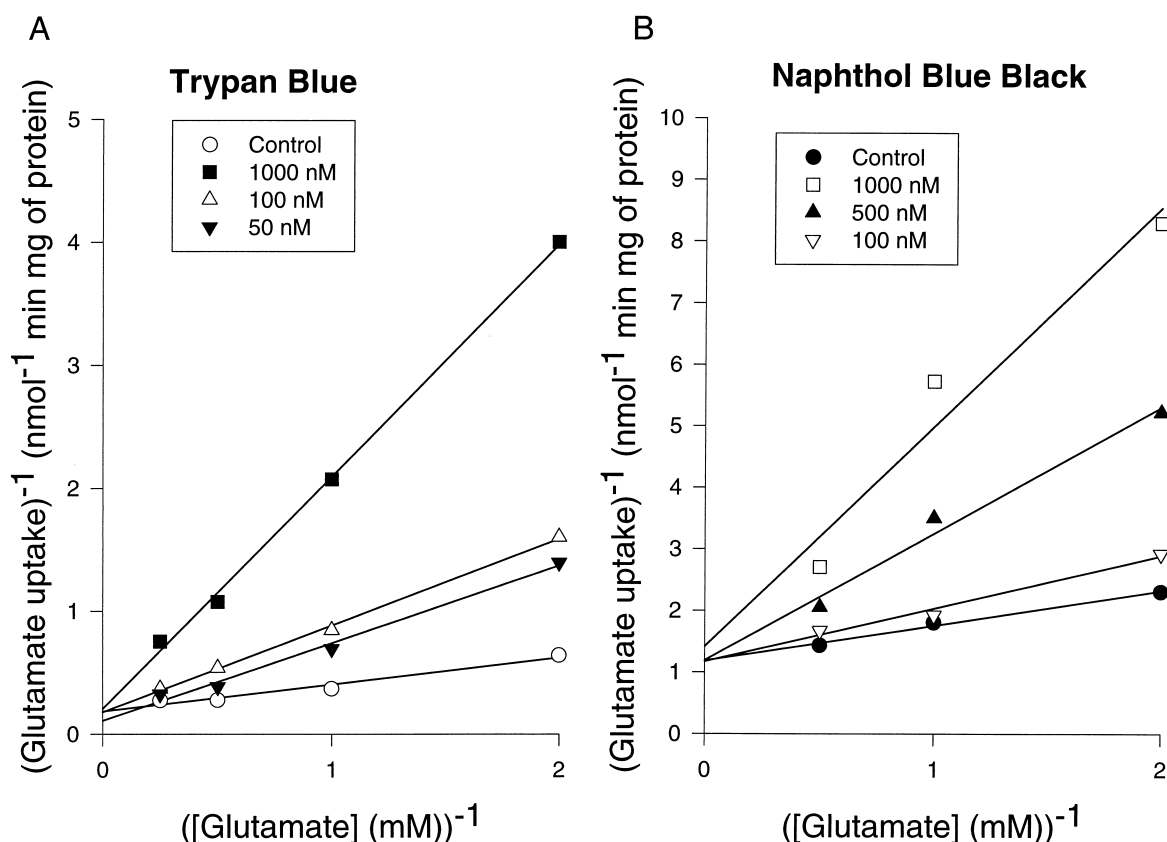 A
Trypan Blue
Control
1000 nM
100 nM
50 nM
(Glutamate uptake)-1 (nmol-1 min mg of protein)
5
4
3
2
1
0
0 1 2
([Glutamate] (mM))-1
B
Naphthol Blue Black
Control
1000 nM
500 nM
100 nM
(Glutamate uptake)-1 (nmol-1 min mg of protein)
10
9
8
7
6
5
4
3
2
1
0
0 1 2
([Glutamate] (mM))-1